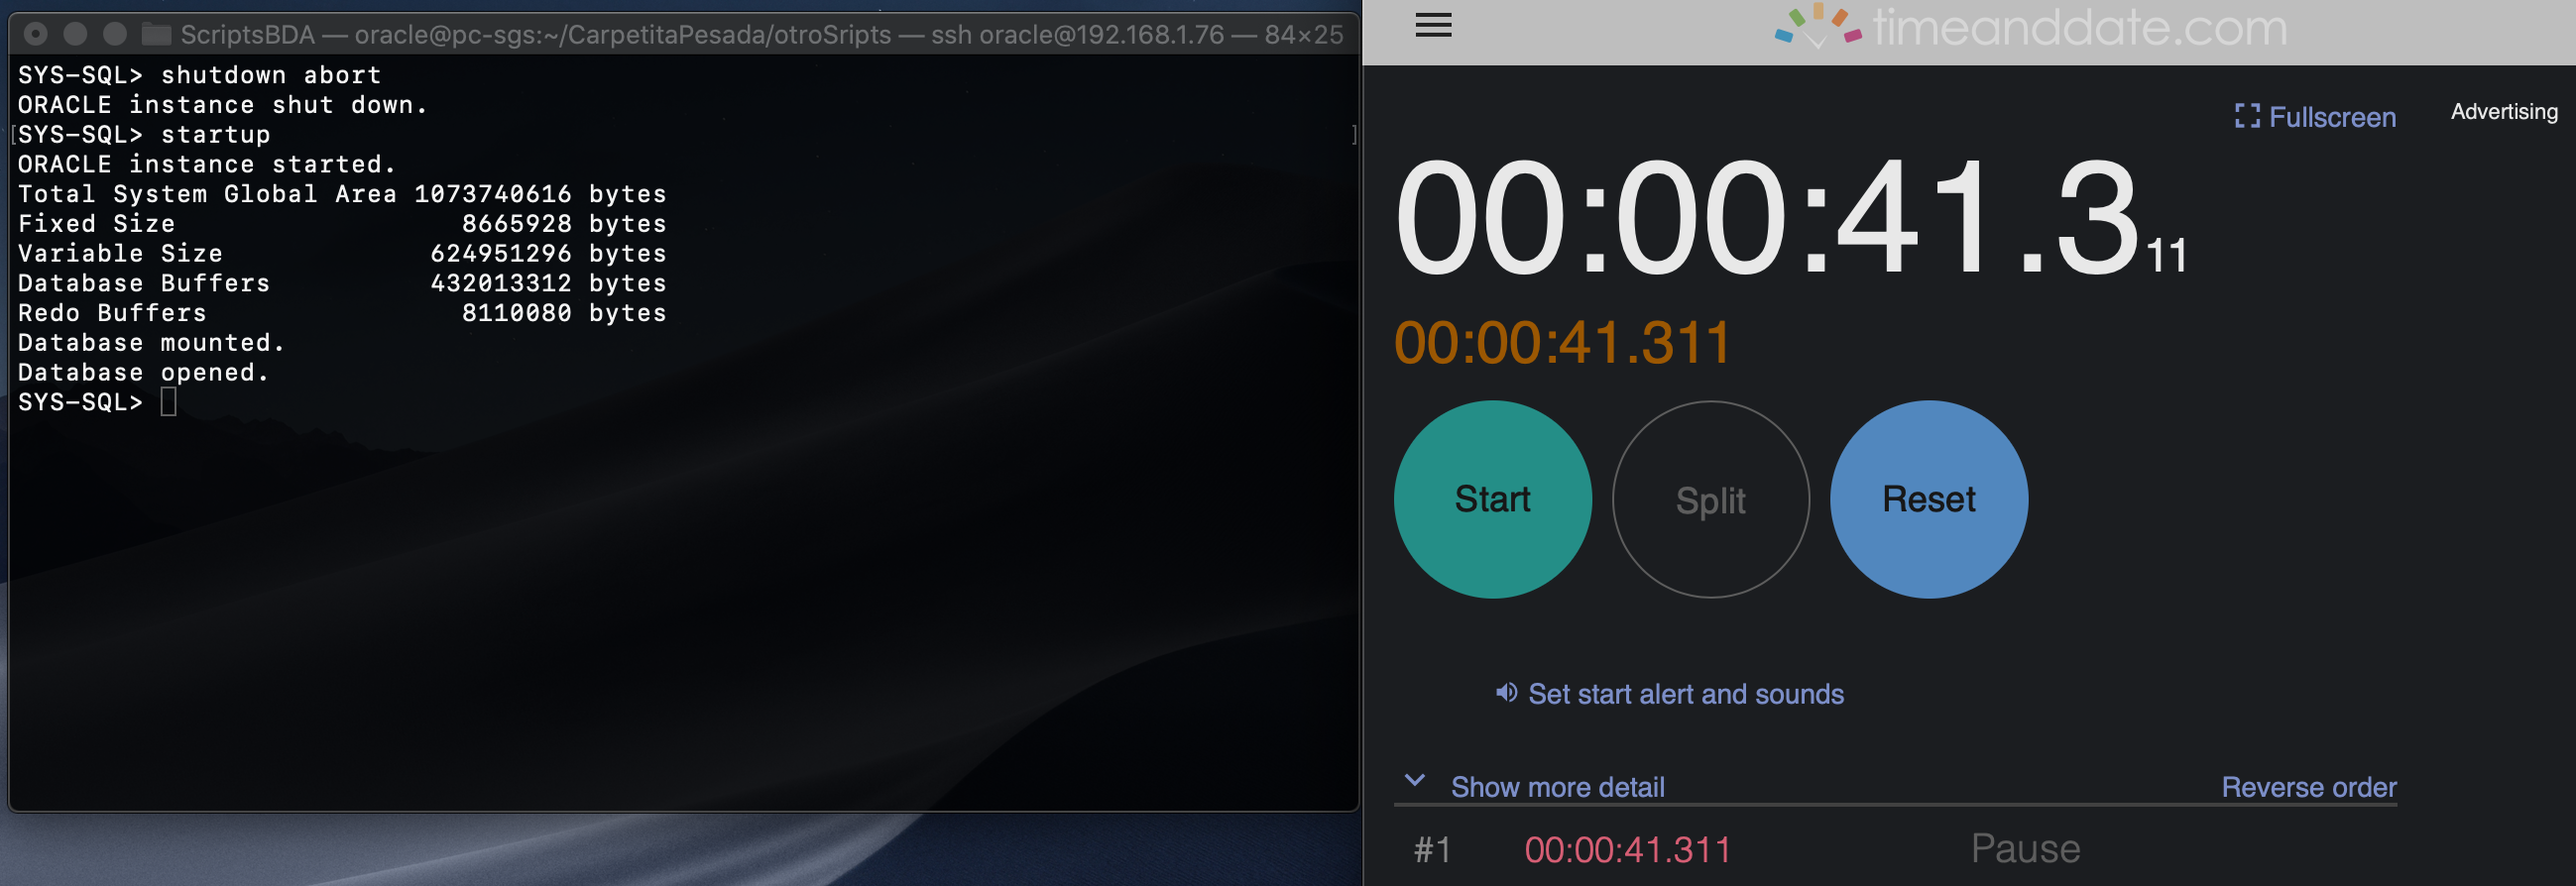 ScriptsBDA — oracle@pc-sgs:~/CarpetitaPesada/otroSripts — ssh oracle@192.168.1.76 — 84×25
SYS-SQL> shutdown abort
ORACLE instance shut down.
[SYS-SQL> startup ]
ORACLE instance started.
Total System Global Area 1073740616 bytes
Fixed Size 8665928 bytes
Variable Size 624951296 bytes
Database Buffers 432013312 bytes
Redo Buffers 8110080 bytes
Database mounted.
Database opened.
SYS-SQL>
timeanddate.com
Fullscreen
Advertising
00:00:41.311
00:00:41.311
Start Split Reset
Set start alert and sounds
Show more detail Reverse order
#1 00:00:41.311 Pause